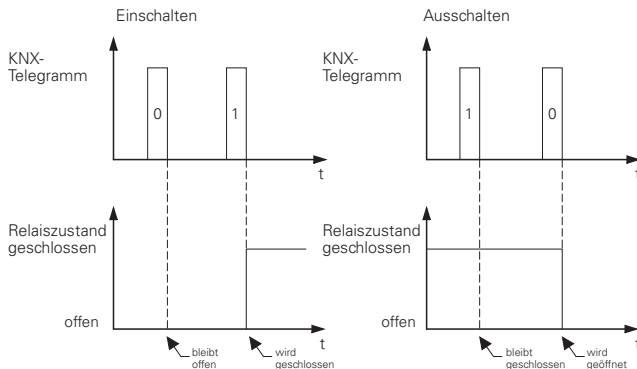 Einschalten
KNX-
Telegramm
0
1
t
Relaiszustand
geschlossen
offen
t
bleibt
offen
wird
geschlossen
Ausschalten
KNX-
Telegramm
1
0
t
Relaiszustand
geschlossen
offen
t
bleibt
geschlossen
wird
geöffnet